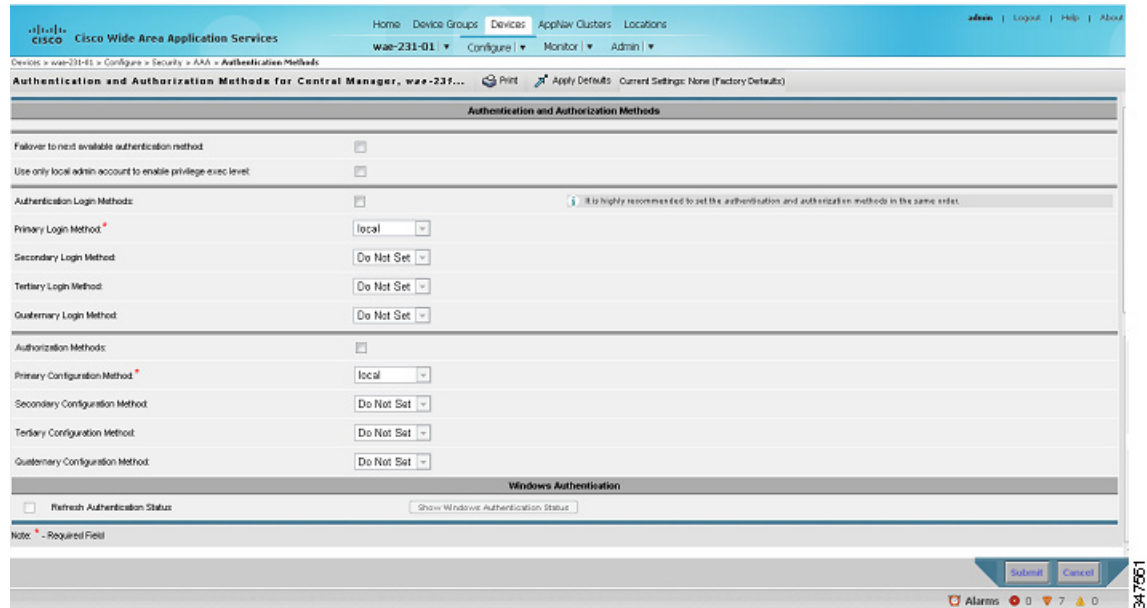 Home Device Groups Devices AppNav Clusters Locations
admin | Logout | Help | About
cisco Cisco Wide Area Application Services
wae-231-01 Configure Monitor Admin
Devices > wae-231-01 > Configure > Security > AAA > Authentication Methods
Authentication and Authorization Methods for Central Manager, wae-231... Print Apply Defaults Current Settings: None (Factory Defaults)
Authentication and Authorization Methods
Failover to next available authentication method:
Use only local admin account to enable privilege exec level:
Authentication Login Methods:
It is highly recommended to set the authentication and authorization methods in the same order.
Primary Login Method:* local
Secondary Login Method: Do Not Set
Tertiary Login Method: Do Not Set
Quaternary Login Method: Do Not Set
Authorization Methods:
Primary Configuration Method:* local
Secondary Configuration Method: Do Not Set
Tertiary Configuration Method: Do Not Set
Quaternary Configuration Method: Do Not Set
Windows Authentication
Refresh Authentication Status Show Windows Authentication Status
Note: * - Required Field
Submit Cancel
Alarms 0 7 0
347551